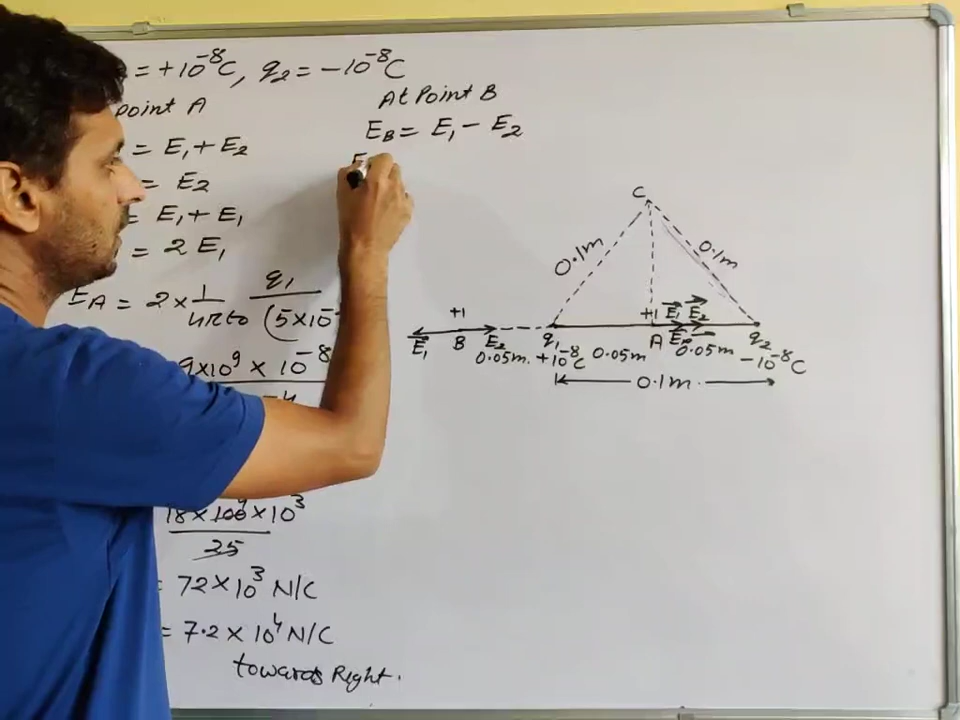 = +10⁻⁸C, q₂ = -10⁻⁸C
point A
= E₁ + E₂
= E₂
= E₁ + E₁
= 2 E₁
E_A = 2 × 1/4πε₀ q₁/(5×10⁻
9×10⁹ × 10⁻⁸
18 × 100 × 10³
25
= 72 × 10³ N/C
= 7.2 × 10⁴ N/C
towards Right.
At Point B
E_B = E₁ - E₂
E
C
0.1m
0.1m
+1
+1 E₁ E₂
E₁ B E₂ q₁ A q₂
0.05m. +10⁻⁸C 0.05m 0.05m -10⁻⁸C
0.1m.